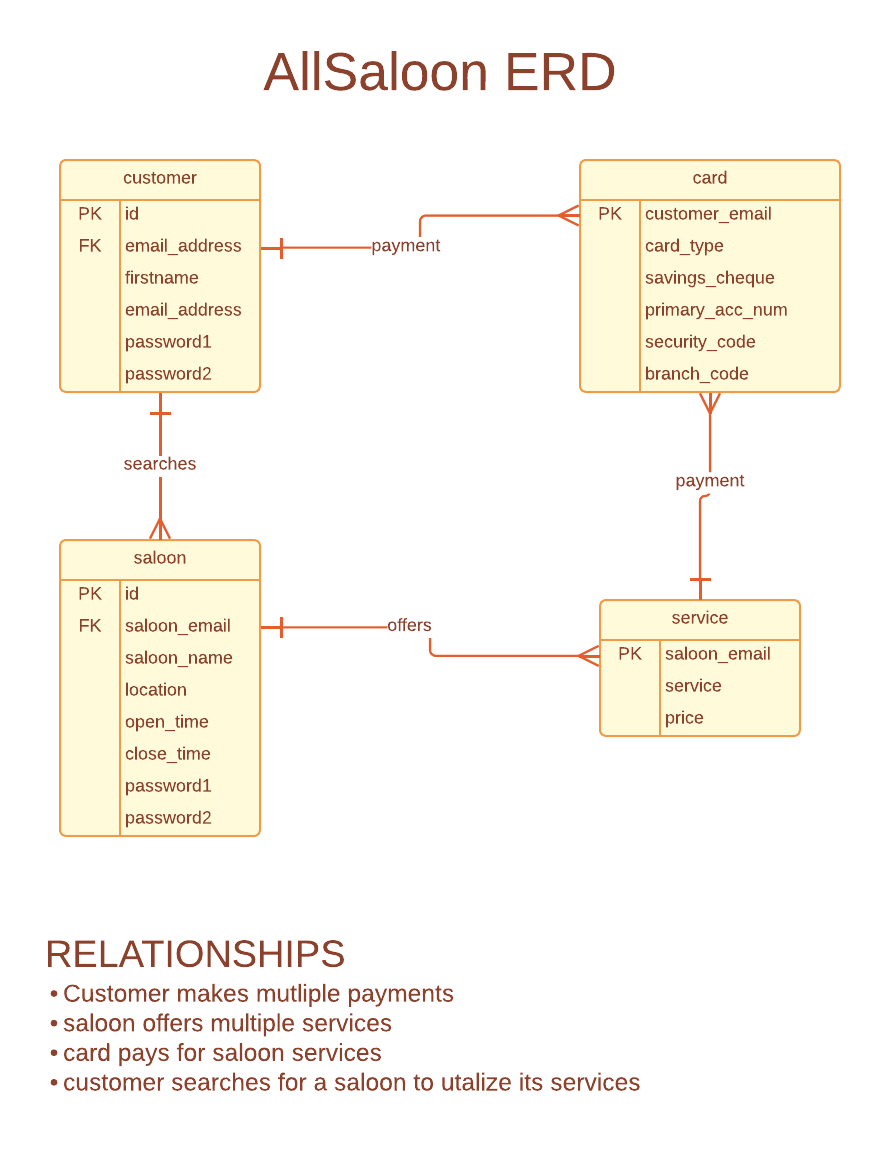 AllSaloon ERD
customer
PK id
FK email_address
firstname
email_address
password1
password2
payment
card
PK customer_email
card_type
savings_cheque
primary_acc_num
security_code
branch_code
searches
payment
saloon
PK id
FK saloon_email
saloon_name
location
open_time
close_time
password1
password2
offers
service
PK saloon_email
service
price
RELATIONSHIPS
• Customer makes mutliple payments
• saloon offers multiple services
• card pays for saloon services
• customer searches for a saloon to utalize its services